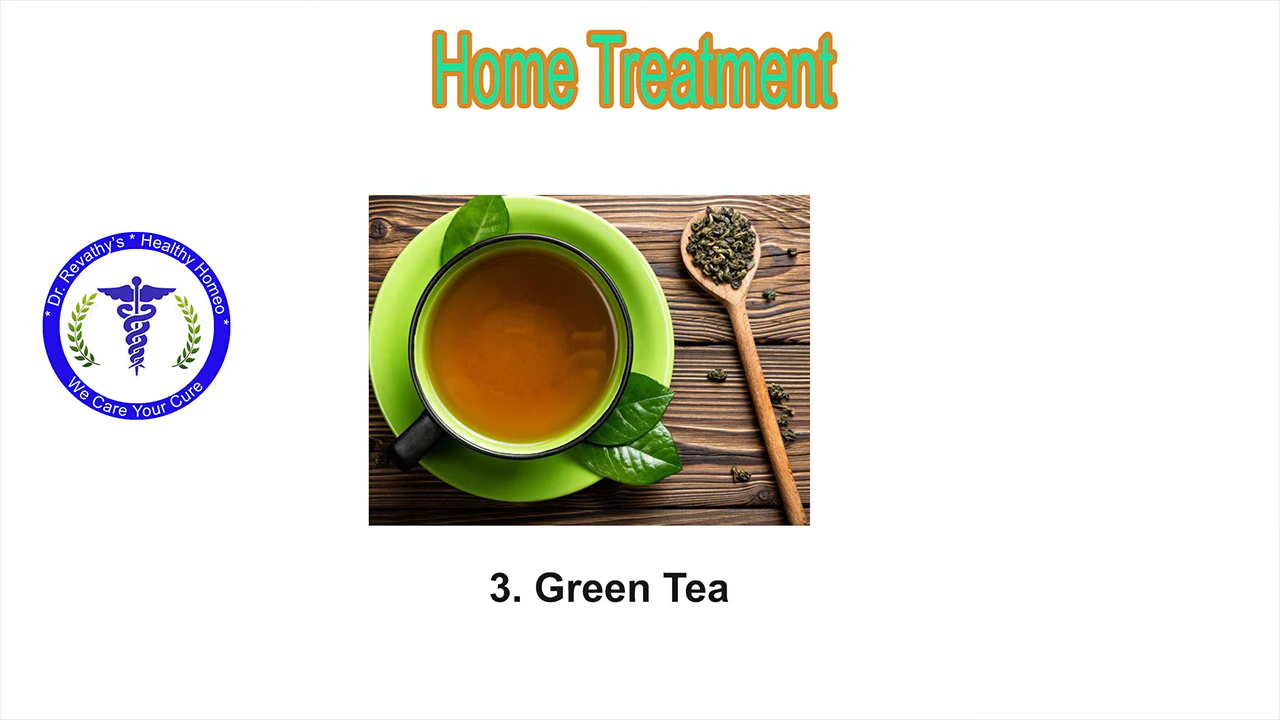 Home Treatment
* Dr. Revathy's * Healthy Homeo *
We Care Your Cure
3. Green Tea